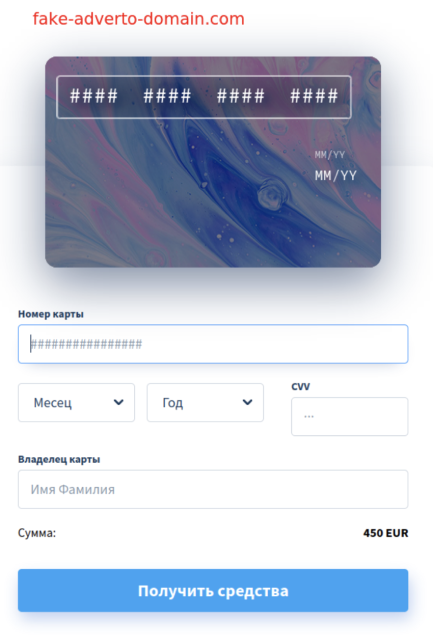 fake-adverto-domain.com
#### #### #### ####
MM/YY
MM/YY
Номер карты
################
Месец
Год
CVV
...
Владелец карты
Имя Фамилия
Сумма: 450 EUR
Получить средства